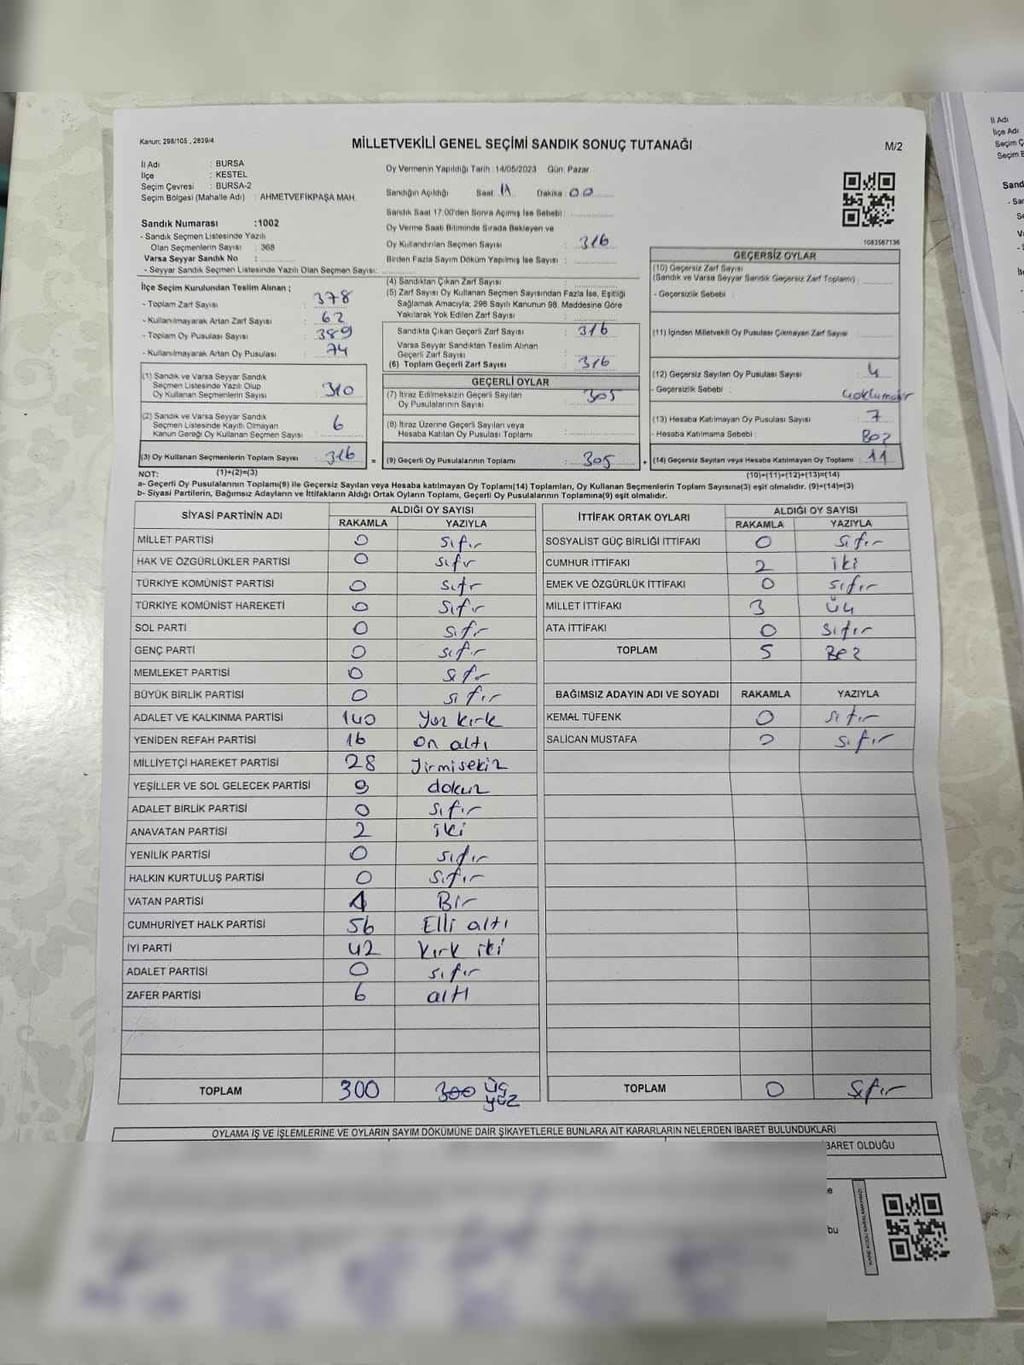 Kanun: 298/105 , 2839/4
MİLLETVEKİLİ GENEL SEÇİMİ SANDIK SONUÇ TUTANAĞI
M/2
İl Adı : BURSA
İlçe : KESTEL
Seçim Çevresi : BURSA-2
Seçim Bölgesi (Mahalle Adı) : AHMETVEFİKPAŞA MAH.
Sandık Numarası :1002
- Sandık Seçmen Listesinde Yazılı
Olan Seçmenlerin Sayısı : 368
Varsa Seyyar Sandık No :
- Seyyar Sandık Seçmen Listesinde Yazılı Olan Seçmen Sayısı:
İlçe Seçim Kurulundan Teslim Alınan ;
- Toplam Zarf Sayısı : 378
- Kullanılmayarak Artan Zarf Sayısı : 62
- Toplam Oy Pusulası Sayısı : 389
- Kullanılmayarak Artan Oy Pusulası : 74
(1) Sandık ve Varsa Seyyar Sandık
Seçmen Listesinde Yazılı Olup
Oy Kullanan Seçmenlerin Sayısı : 310
(2) Sandık ve Varsa Seyyar Sandık
Seçmen Listesinde Kayıtlı Olmayan
Kanun Gereği Oy Kullanan Seçmen Sayısı : 6
(3) Oy Kullanan Seçmenlerin Toplam Sayısı : 316
Oy Vermenin Yapıldığı Tarih :14/05/2023 Gün: Pazar
Sandığın Açıldığı Saat Dakika : 00
Sandık Saat 17:00'den Sonra Açılmış İse Sebebi:
Oy Verme Saati Bitiminde Sırada Bekleyen ve
Oy Kullandırılan Seçmen Sayısı : 316
Birden Fazla Sayım Döküm Yapılmış İse Sayısı :
(4) Sandıktan Çıkan Zarf Sayısı :
(5) Zarf Sayısı Oy Kullanan Seçmen Sayısından Fazla İse, Eşitliği
Sağlamak Amacıyla; 298 Sayılı Kanunun 98. Maddesine Göre
Yakılarak Yok Edilen Zarf Sayısı :
Sandıkta Çıkan Geçerli Zarf Sayısı : 316
Varsa Seyyar Sandıktan Teslim Alınan
Geçerli Zarf Sayısı :
(6) Toplam Geçerli Zarf Sayısı : 316
GEÇERLİ OYLAR
(7) İtiraz Edilmeksizin Geçerli Sayılan
Oy Pusulalarının Sayısı : 305
(8) İtiraz Üzerine Geçerli Sayılan veya
Hesaba Katılan Oy Pusulası Toplamı :
= (9) Geçerli Oy Pusulalarının Toplamı : 305
1083567136
GEÇERSİZ OYLAR
(10) Geçersiz Zarf Sayısı
(Sandık ve Varsa Seyyar Sandık Geçersiz Zarf Toplamı) :
- Geçersizlik Sebebi :
(11) İçinden Milletvekili Oy Pusulası Çıkmayan Zarf Sayısı
(12) Geçersiz Sayılan Oy Pusulası Sayısı : 4
- Geçersizlik Sebebi :
(13) Hesaba Katılmayan Oy Pusulası Sayısı : 7
- Hesaba Katılmama Sebebi : Boz
+ (14) Geçersiz Sayılan veya Hesaba Katılmayan Oy Toplamı : 11
NOT: (1)+(2)=(3) (10)+(11)+(12)+(13)=(14)
a- Geçerli Oy Pusulalarının Toplamı(9) ile Geçersiz Sayılan veya Hesaba katılmayan Oy Toplamı(14) Toplamları, Oy Kullanan Seçmenlerin Toplam Sayısına(3) eşit olmalıdır. (9)+(14)=(3)
b- Siyasi Partilerin, Bağımsız Adayların ve İttifakların Aldığı Ortak Oyların Toplamı, Geçerli Oy Pusulalarının Toplamına(9) eşit olmalıdır.
SİYASİ PARTİNİN ADI ALDIĞI OY SAYISI
RAKAMLA YAZIYLA
MİLLET PARTİSİ 0 sıfır
HAK VE ÖZGÜRLÜKLER PARTİSİ 0 sıfır
TÜRKİYE KOMÜNİST PARTİSİ 0 sıfır
TÜRKİYE KOMÜNİST HAREKETİ 0 sıfır
SOL PARTİ 0 sıfır
GENÇ PARTİ 0 sıfır
MEMLEKET PARTİSİ 0 sıfır
BÜYÜK BİRLİK PARTİSİ 0 sıfır
ADALET VE KALKINMA PARTİSİ 140 Yüz kırk
YENİDEN REFAH PARTİSİ 16 on altı
MİLLİYETÇİ HAREKET PARTİSİ 28 Yirmisekiz
YEŞİLLER VE SOL GELECEK PARTİSİ 9 dokuz
ADALET BİRLİK PARTİSİ 0 sıfır
ANAVATAN PARTİSİ 2 iki
YENİLİK PARTİSİ 0 sıfır
HALKIN KURTULUŞ PARTİSİ 0 sıfır
VATAN PARTİSİ 1 Bir
CUMHURİYET HALK PARTİSİ 56 Elli altı
İYİ PARTİ 42 Kırk iki
ADALET PARTİSİ 0 sıfır
ZAFER PARTİSİ 6 altı
TOPLAM 300 300 üç yüz
İTTİFAK ORTAK OYLARI ALDIĞI OY SAYISI
RAKAMLA YAZIYLA
SOSYALİST GÜÇ BİRLİĞİ İTTİFAKI 0 sıfır
CUMHUR İTTİFAKI 2 iki
EMEK VE ÖZGÜRLÜK İTTİFAKI 0 sıfır
MİLLET İTTİFAKI 3 üç
ATA İTTİFAKI 0 sıfır
TOPLAM 5 Beş
BAĞIMSIZ ADAYIN ADI VE SOYADI RAKAMLA YAZIYLA
KEMAL TÜFENK 0 sıfır
SALİCAN MUSTAFA 0 sıfır
TOPLAM 0 sıfır
OYLAMA İŞ VE İŞLEMLERİNE VE OYLARIN SAYIM DÖKÜMÜNE DAİR ŞİKAYETLERLE BUNLARA AİT KARARLARIN NELERDEN İBARET BULUNDUKLARI
BARET OLDUĞU
bu
İl Adı
İlçe Adı
Seçim Ç
Seçim B
Sand